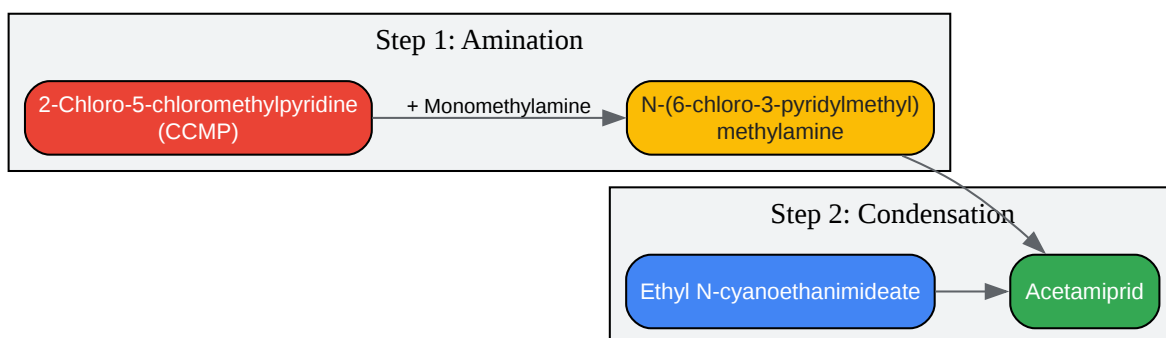 Step 1: Amination
2-Chloro-5-chloromethylpyridine
(CCMP)
+ Monomethylamine
N-(6-chloro-3-pyridylmethyl)
methylamine
Step 2: Condensation
Ethyl N-cyanoethanimideate
Acetamiprid